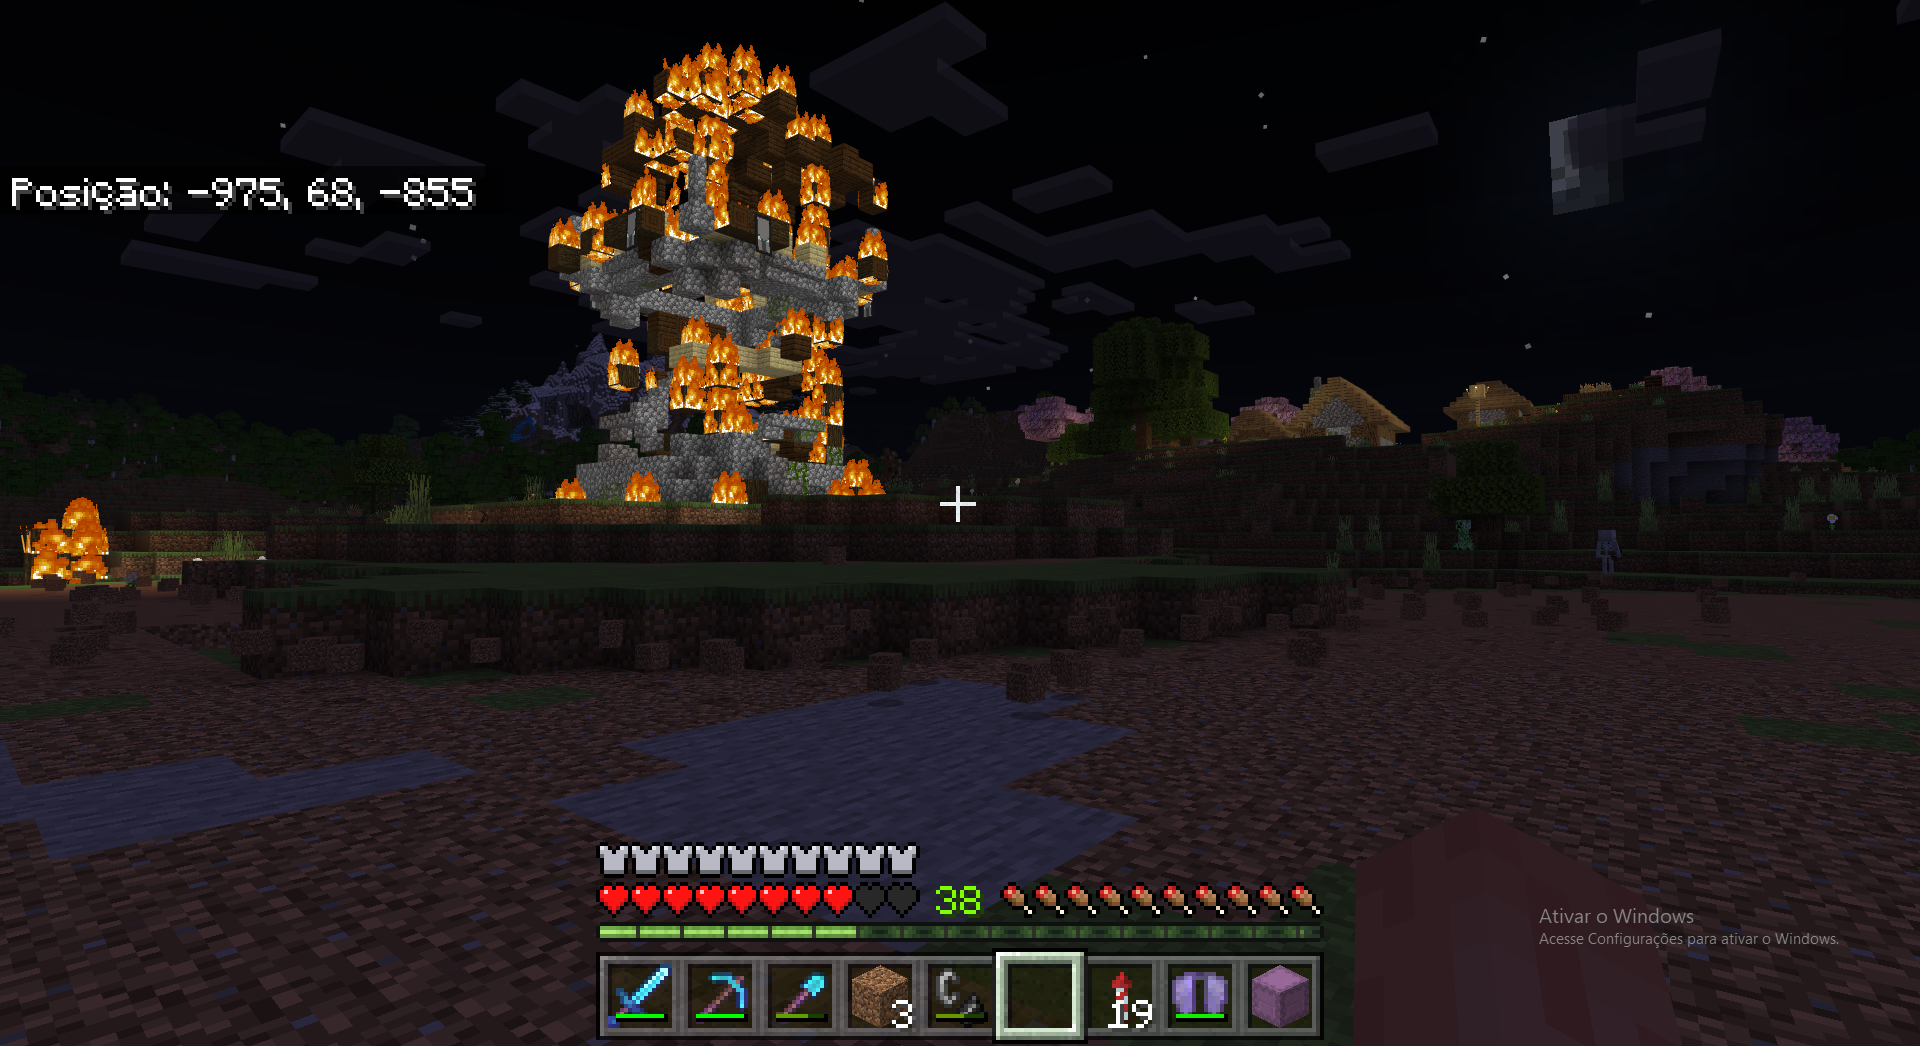 Posição: -975, 68, -855
38
Ativar o Windows
Acesse Configurações para ativar o Windows.
3
19